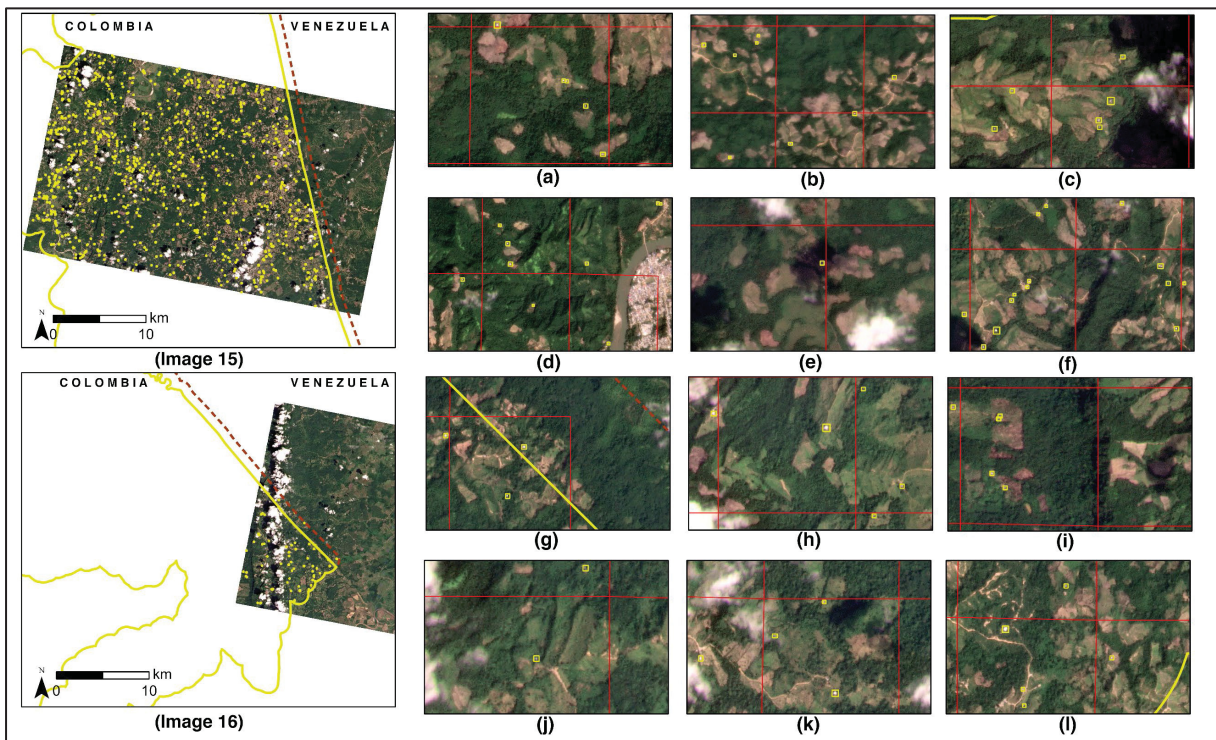 COLOMBIA VENEZUELA
N
km
0 10
(Image 15)
COLOMBIA VENEZUELA
N
km
0 10
(Image 16)
(a) (b) (c)
(d) (e) (f)
(g) (h) (i)
(j) (k) (l)